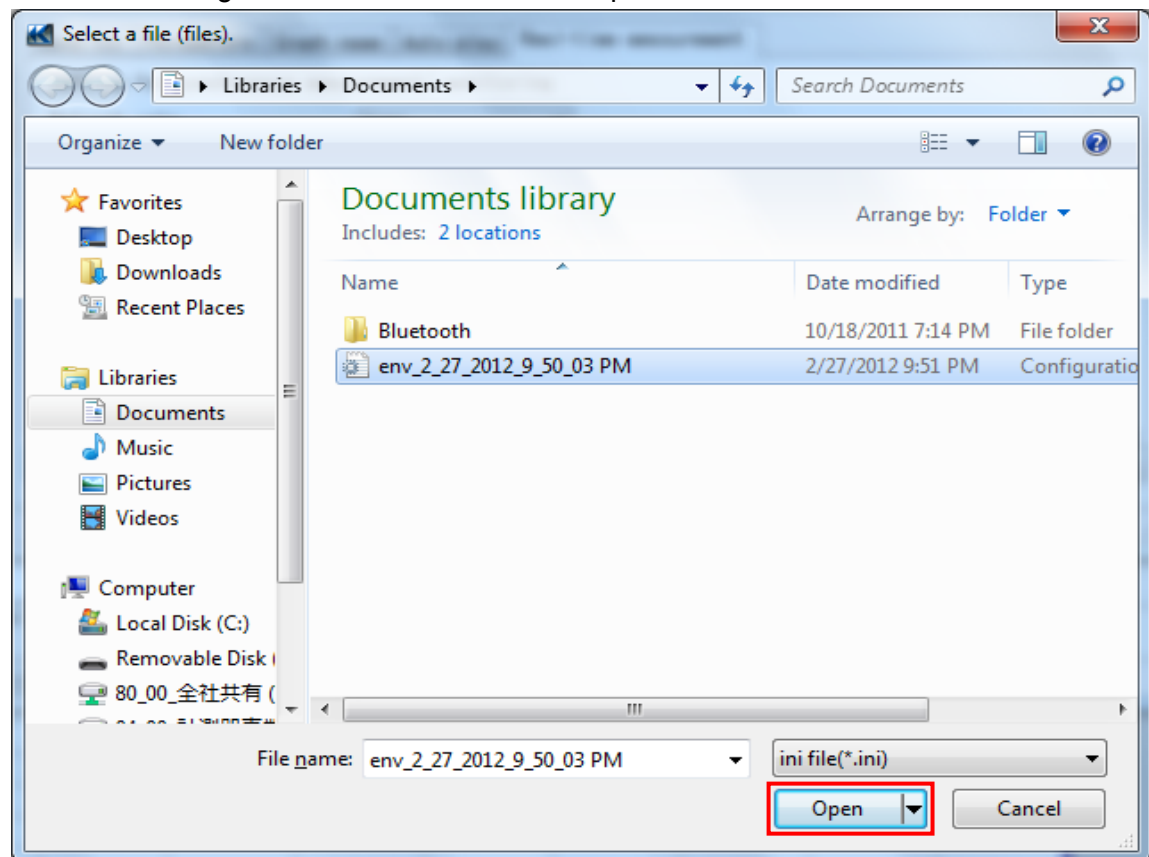 Select a file (files).
Libraries Documents
Search Documents
Organize New folder
Favorites
Desktop
Downloads
Recent Places
Libraries
Documents
Music
Pictures
Videos
Computer
Local Disk (C:)
Removable Disk (
80_00_全社共有 (
Documents library
Includes: 2 locations
Arrange by: Folder
Name Date modified Type
Bluetooth 10/18/2011 7:14 PM File folder
env_2_27_2012_9_50_03 PM 2/27/2012 9:51 PM Configuratio
File name: env_2_27_2012_9_50_03 PM ini file(*.ini)
Open Cancel